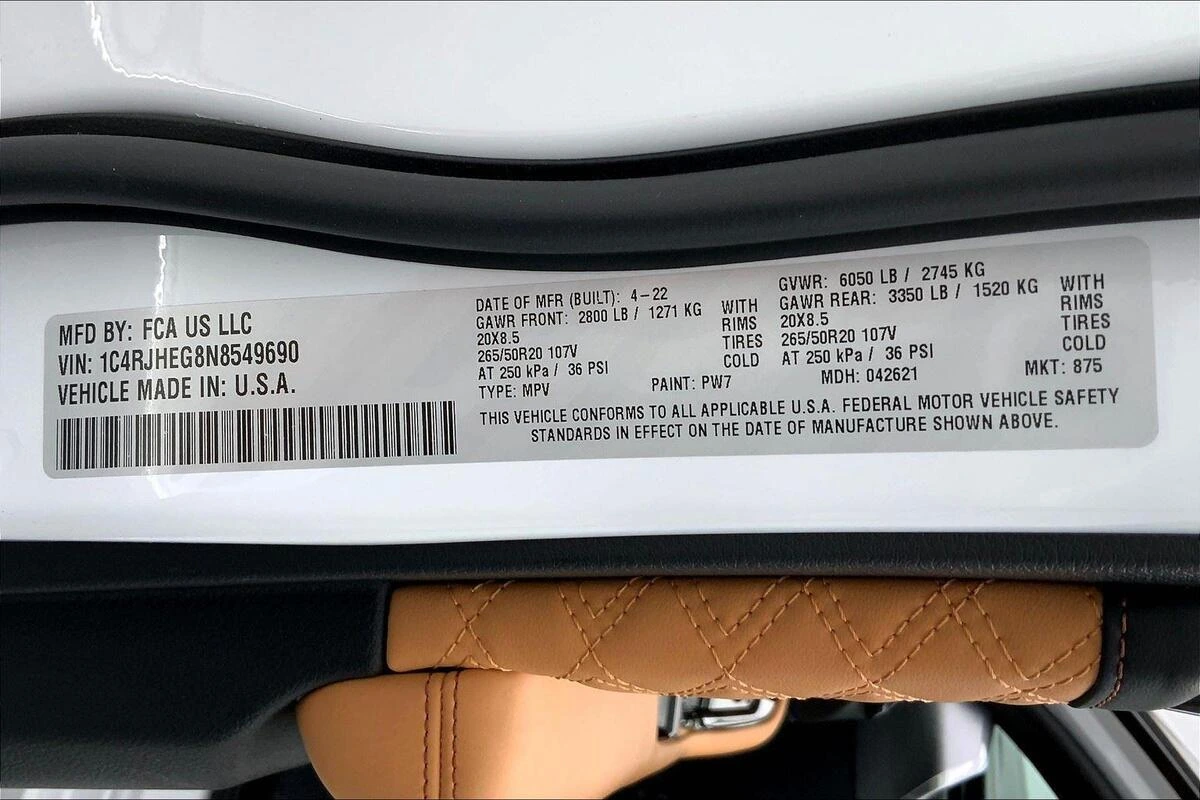 MFD BY: FCA US LLC
VIN: 1C4RJHEG8N8549690
VEHICLE MADE IN: U.S.A.
DATE OF MFR (BUILT): 4-22
GAWR FRONT: 2800 LB / 1271 KG WITH
20X8.5 RIMS
265/50R20 107V TIRES
AT 250 kPa / 36 PSI COLD
TYPE: MPV PAINT: PW7
GVWR: 6050 LB / 2745 KG
GAWR REAR: 3350 LB / 1520 KG WITH
20X8.5 RIMS
265/50R20 107V TIRES
AT 250 kPa / 36 PSI COLD
MDH: 042621 MKT: 875
THIS VEHICLE CONFORMS TO ALL APPLICABLE U.S.A. FEDERAL MOTOR VEHICLE SAFETY
STANDARDS IN EFFECT ON THE DATE OF MANUFACTURE SHOWN ABOVE.